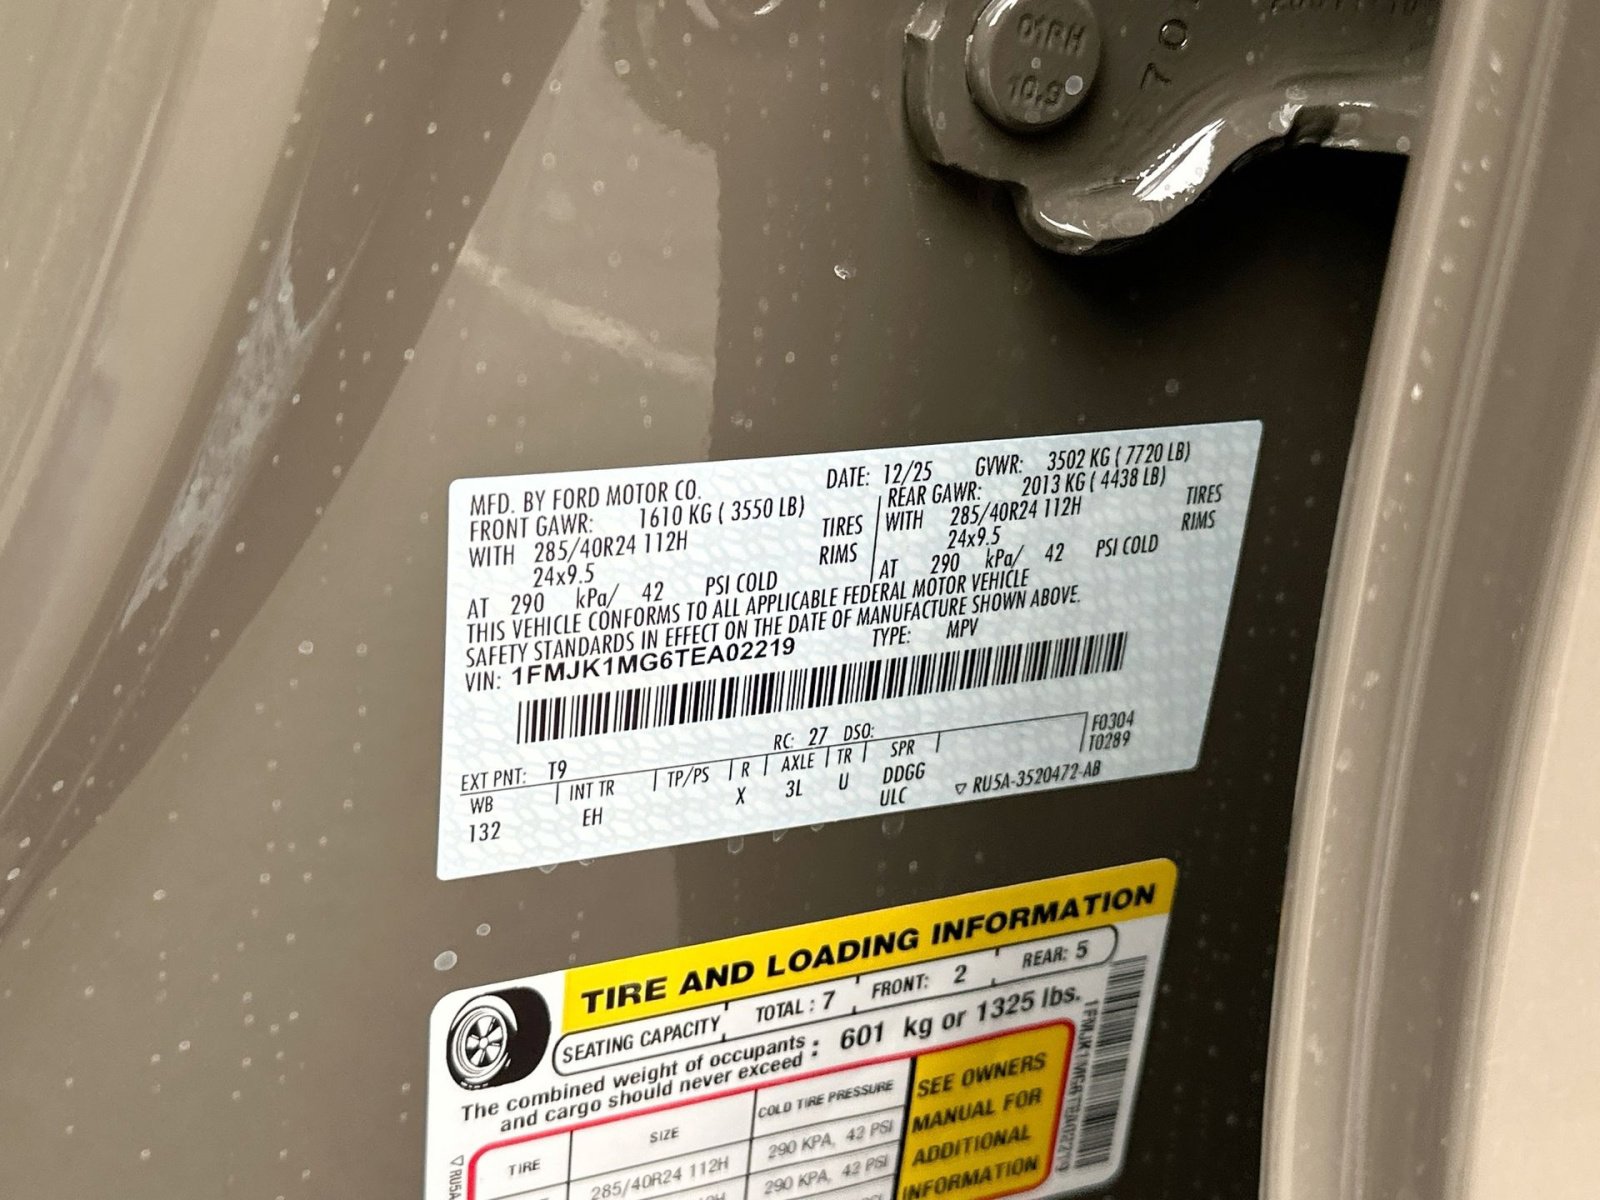 01RH
10.9
70
MFD. BY FORD MOTOR CO. DATE: 12/25 GVWR: 3502 KG ( 7720 LB)
FRONT GAWR: 1610 KG ( 3550 LB) REAR GAWR: 2013 KG ( 4438 LB)
WITH 285/40R24 112H TIRES WITH 285/40R24 112H TIRES
24x9.5 RIMS 24x9.5 RIMS
AT 290 kPa/ 42 PSI COLD AT 290 kPa/ 42 PSI COLD
THIS VEHICLE CONFORMS TO ALL APPLICABLE FEDERAL MOTOR VEHICLE
SAFETY STANDARDS IN EFFECT ON THE DATE OF MANUFACTURE SHOWN ABOVE.
VIN: 1FMJK1MG6TEA02219 TYPE: MPV
EXT PNT: T9 RC: 27 DSO: F0304
WB INT TR TP/PS R AXLE TR SPR T0289
132 EH X 3L U DDGG
ULC ▽ RU5A-3520472-AB
TIRE AND LOADING INFORMATION
SEATING CAPACITY TOTAL : 7 FRONT: 2 REAR: 5
The combined weight of occupants
and cargo should never exceed : 601 kg or 1325 lbs.
TIRE SIZE COLD TIRE PRESSURE
285/40R24 112H 290 KPA, 42 PSI
290 KPA, 42 PSI
SEE OWNERS
MANUAL FOR
ADDITIONAL
INFORMATION
1FMJK1MG6TEA02219
▽ RU5A